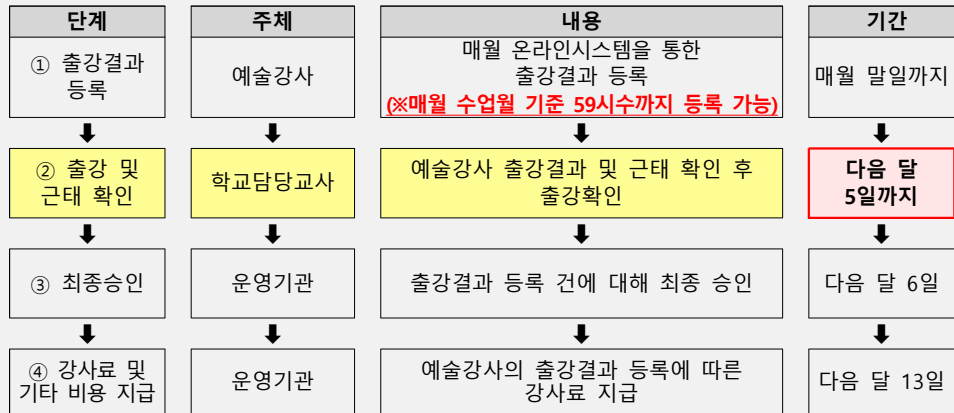 단계 주체 내용 기간
① 출강결과
등록
예술강사
매월 온라인시스템을 통한
출강결과 등록
(※매월 수업월 기준 59시수까지 등록 가능)
매월 말일까지
② 출강 및
근태 확인
학교담당교사
예술강사 출강결과 및 근태 확인 후
출강확인
다음 달
5일까지
③ 최종승인
운영기관
출강결과 등록 건에 대해 최종 승인
다음 달 6일
④ 강사료 및
기타 비용 지급
운영기관
예술강사의 출강결과 등록에 따른
강사료 지급
다음 달 13일